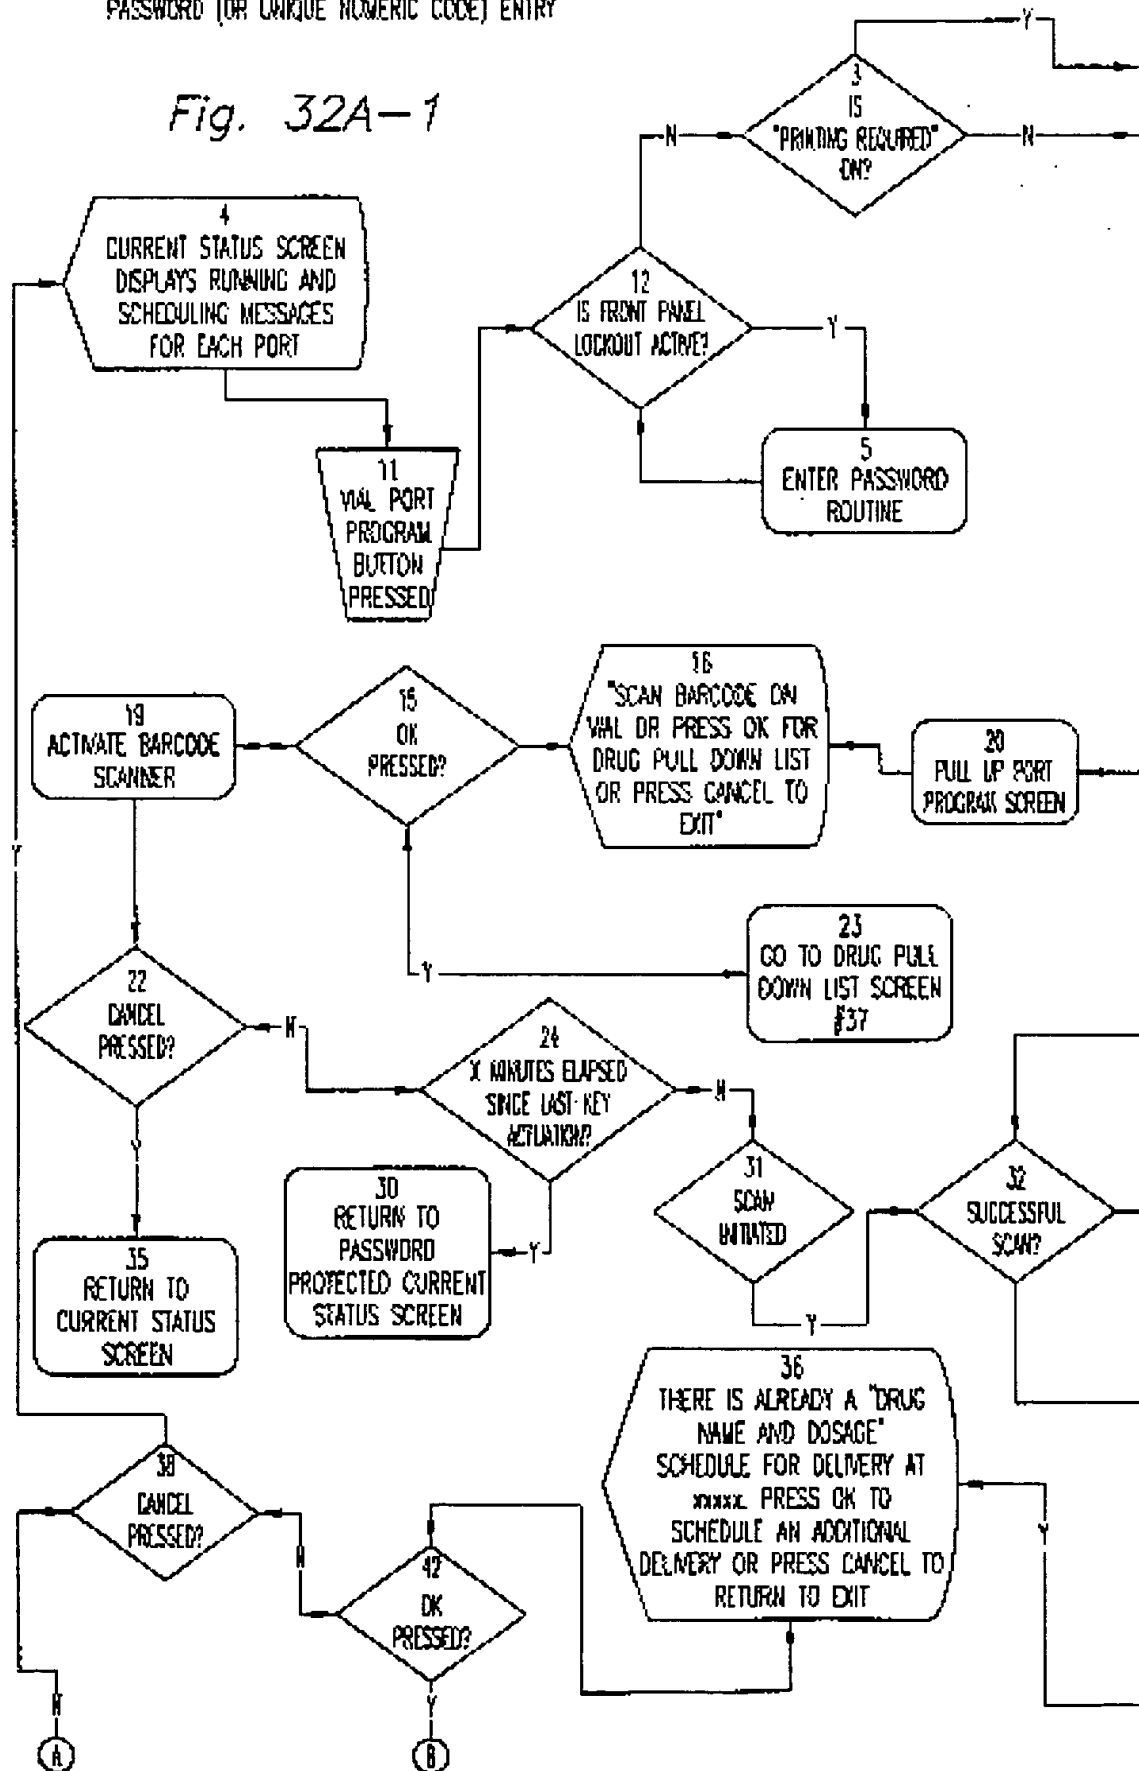 PASSWORD (OR UNIQUE NUMERIC CODE) ENTRY
Fig. 32A-1
Y
3
IS
"PRINTING REQUIRED"
ON?
N
N
4
CURRENT STATUS SCREEN
DISPLAYS RUNNING AND
SCHEDULING MESSAGES
FOR EACH PORT
12
IS FRONT PANEL
LOCKOUT ACTIVE?
Y
5
ENTER PASSWORD
ROUTINE
11
VIAL PORT
PROGRAM
BUTTON
PRESSED
16
"SCAN BARCODE ON
VIAL OR PRESS OK FOR
DRUG PULL DOWN LIST
OR PRESS CANCEL TO
EXIT"
15
OK
PRESSED?
19
ACTIVATE BARCODE
SCANNER
20
PULL UP PORT
PROGRAM SCREEN
Y
23
GO TO DRUG PULL
DOWN LIST SCREEN
#37
Y
22
CANCEL
PRESSED?
N
24
X MINUTES ELAPSED
SINCE LAST KEY
ACTUATION?
N
31
SCAN
INITIATED
32
SUCCESSFUL
SCAN?
Y
30
RETURN TO
PASSWORD
PROTECTED CURRENT
STATUS SCREEN
Y
35
RETURN TO
CURRENT STATUS
SCREEN
Y
36
THERE IS ALREADY A "DRUG
NAME AND DOSAGE"
SCHEDULE FOR DELIVERY AT
xxxxx. PRESS OK TO
SCHEDULE AN ADDITIONAL
DELIVERY OR PRESS CANCEL TO
RETURN TO EXIT
Y
38
CANCEL
PRESSED?
N
42
OK
PRESSED?
N
Y
A
B